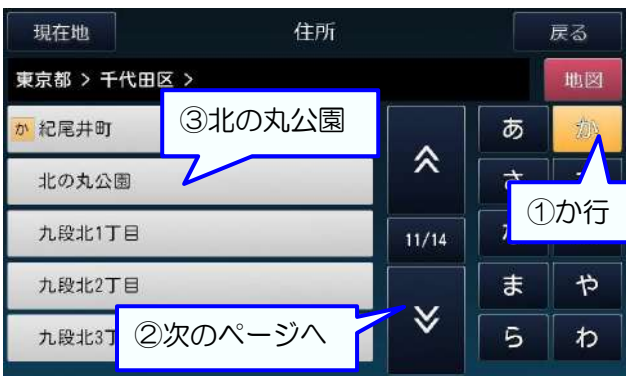 現在地 住所 戻る
東京都 > 千代田区 > 地図
か 紀尾井町
③北の丸公園
あ か
北の丸公園
さ
①か行
九段北1丁目
11/14
九段北2丁目
ま や
②次のページへ
九段北3丁
ら わ